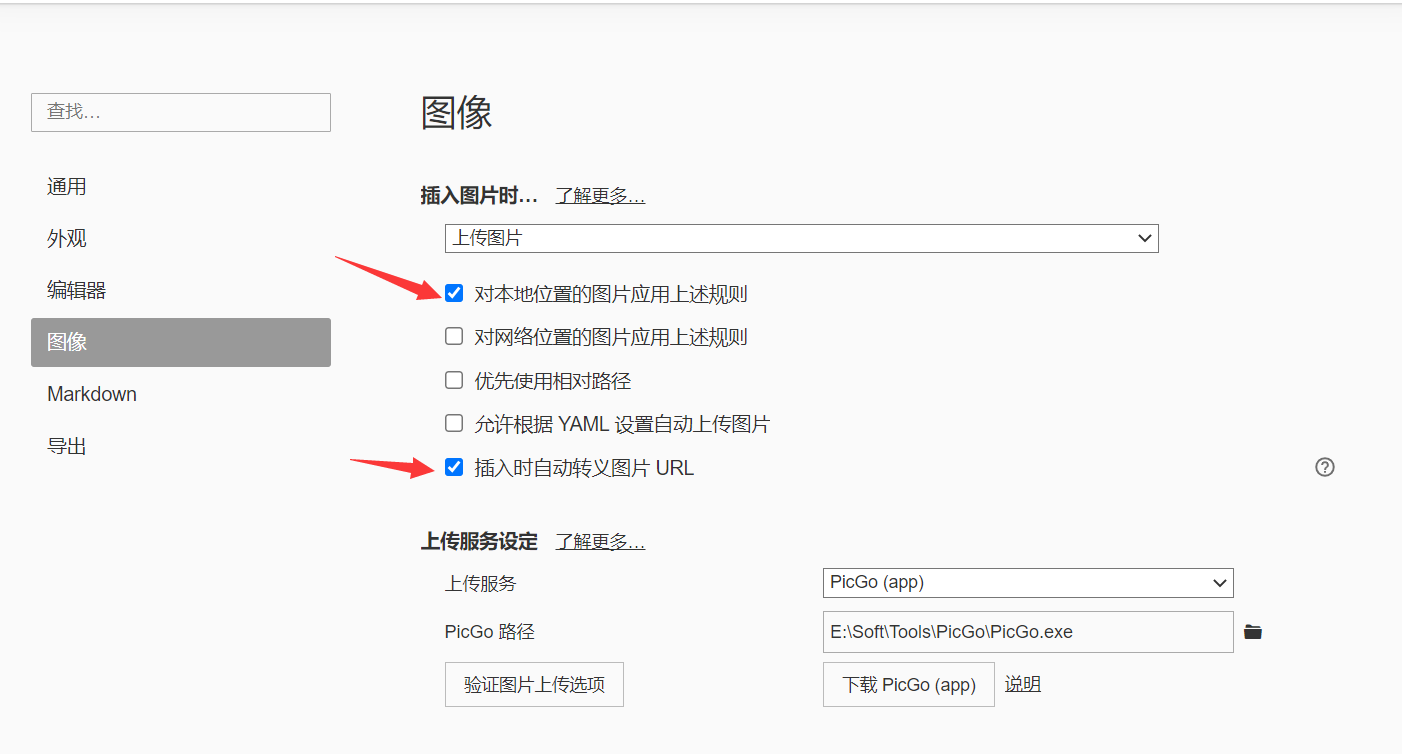 查找…
通用
外观
编辑器
图像
Markdown
导出
图像
插入图片时… 了解更多…
上传图片
对本地位置的图片应用上述规则
对网络位置的图片应用上述规则
优先使用相对路径
允许根据 YAML 设置自动上传图片
插入时自动转义图片 URL
上传服务设定 了解更多…
上传服务 PicGo (app)
PicGo 路径 E:\Soft\Tools\PicGo\PicGo.exe
验证图片上传选项 下载 PicGo (app) 说明